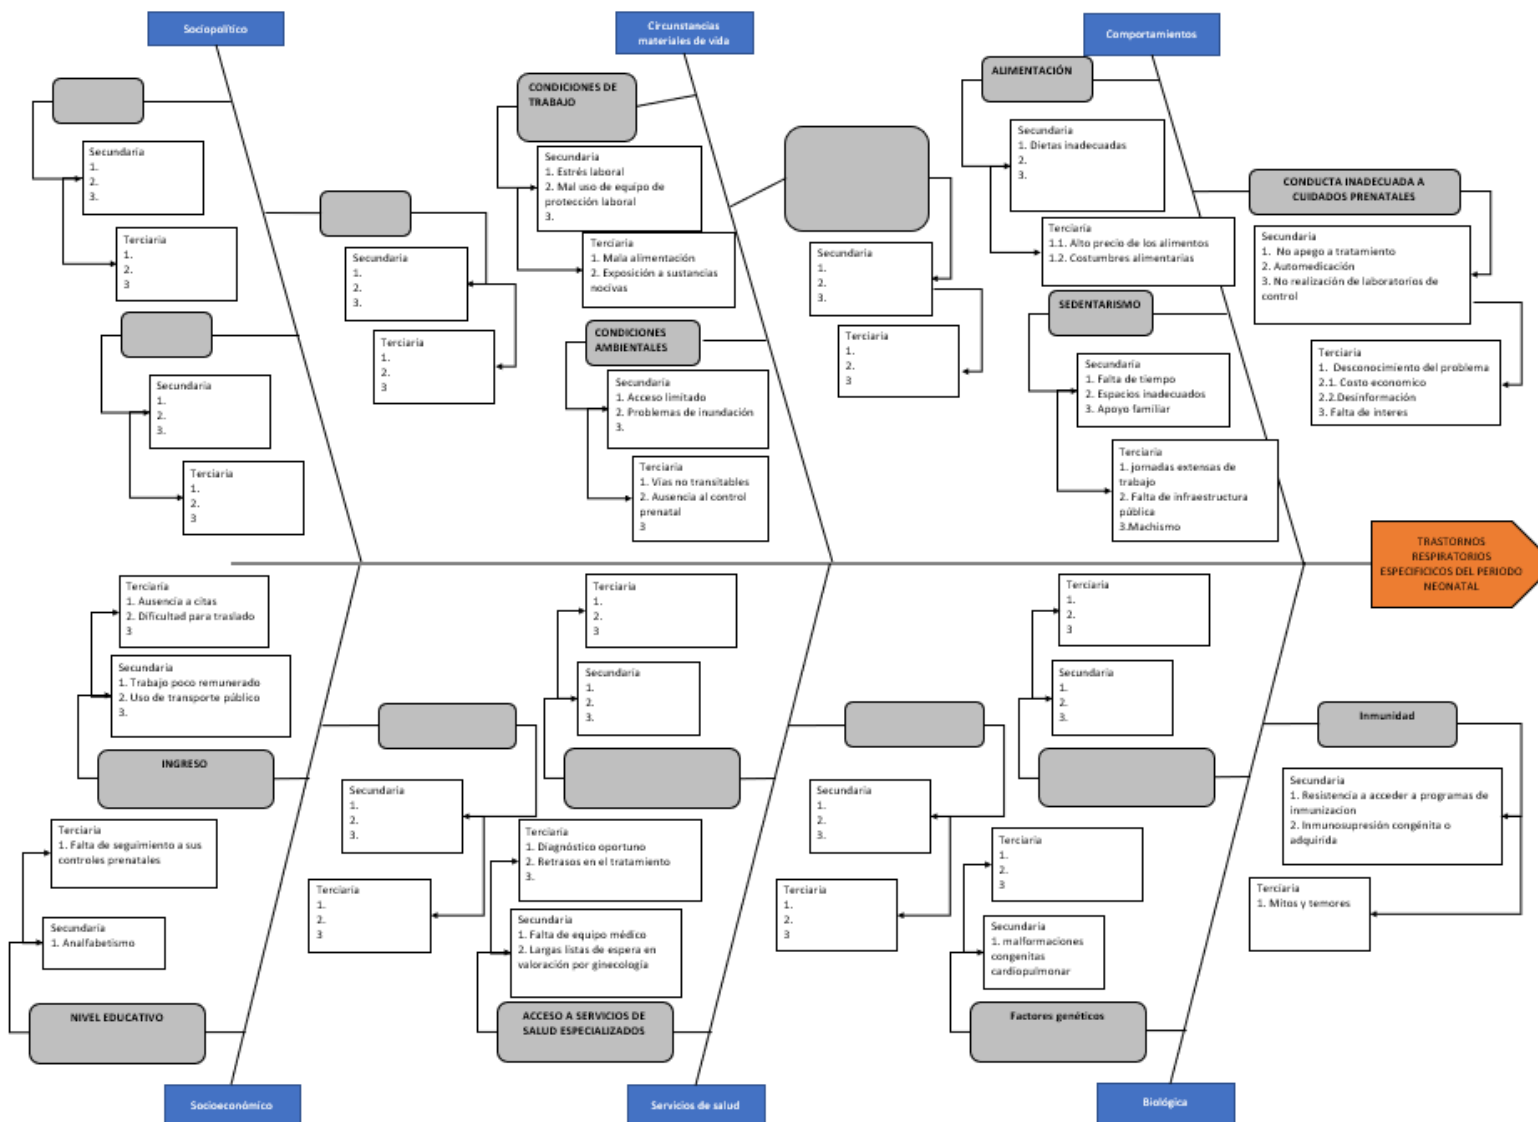 Sociopolítico
Circunstancias
materiales de vida
Comportamientos
Secundaria
1.
2.
3.
Terciaria
1.
2.
3
Secundaria
1.
2.
3.
Terciaria
1.
2.
3
Secundaria
1.
2.
3.
Terciaria
1.
2.
3
CONDICIONES DE
TRABAJO
Secundaria
1. Estrés laboral
2. Mal uso de equipo de
protección laboral
3.
Terciaria
1. Mala alimentación
2. Exposición a sustancias
nocivas
CONDICIONES
AMBIENTALES
Secundaria
1. Acceso limitado
2. Problemas de inundación
3.
Terciaria
1. Vías no transitables
2. Ausencia al control
prenatal
3
Secundaria
1.
2.
3.
Terciaria
1.
2.
3
ALIMENTACIÓN
Secundaria
1. Dietas inadecuadas
2.
3.
Terciaria
1.1. Alto precio de los alimentos
1.2. Costumbres alimentarias
SEDENTARISMO
Secundaria
1. Falta de tiempo
2. Espacios inadecuados
3. Apoyo familiar
Terciaria
1. jornadas extensas de
trabajo
2. Falta de infraestructura
pública
3.Machismo
CONDUCTA INADECUADA A
CUIDADOS PRENATALES
Secundaria
1. No apego a tratamiento
2. Automedicación
3. No realización de laboratorios de
control
Terciaria
1. Desconocimiento del problema
2.1. Costo economico
2.2.Desinformación
3. Falta de interes
TRASTORNOS
RESPIRATORIOS
ESPECIFICICOS DEL PERIODO
NEONATAL
Terciaria
1. Ausencia a citas
2. Dificultad para traslado
3
Secundaria
1. Trabajo poco remunerado
2. Uso de transporte público
3.
INGRESO
Terciaria
1. Falta de seguimiento a sus
controles prenatales
Secundaria
1. Analfabetismo
NIVEL EDUCATIVO
Secundaria
1.
2.
3.
Terciaria
1.
2.
3
Terciaria
1.
2.
3
Secundaria
1.
2.
3.
Terciaria
1. Diagnóstico oportuno
2. Retrasos en el tratamiento
3.
Secundaria
1. Falta de equipo médico
2. Largas listas de espera en
valoración por ginecología
ACCESO A SERVICIOS DE
SALUD ESPECIALIZADOS
Secundaria
1.
2.
3.
Terciaria
1.
2.
3
Terciaria
1.
2.
3
Secundaria
1.
2.
3.
Terciaria
1.
2.
3
Secundaria
1. malformaciones
congenitas
cardiopulmonar
Factores genéticos
Inmunidad
Secundaria
1. Resistencia a acceder a programas de
inmunizacion
2. Inmunosupresión congénita o
adquirida
Terciaria
1. Mitos y temores
Socioeconómico
Servicios de salud
Biológica